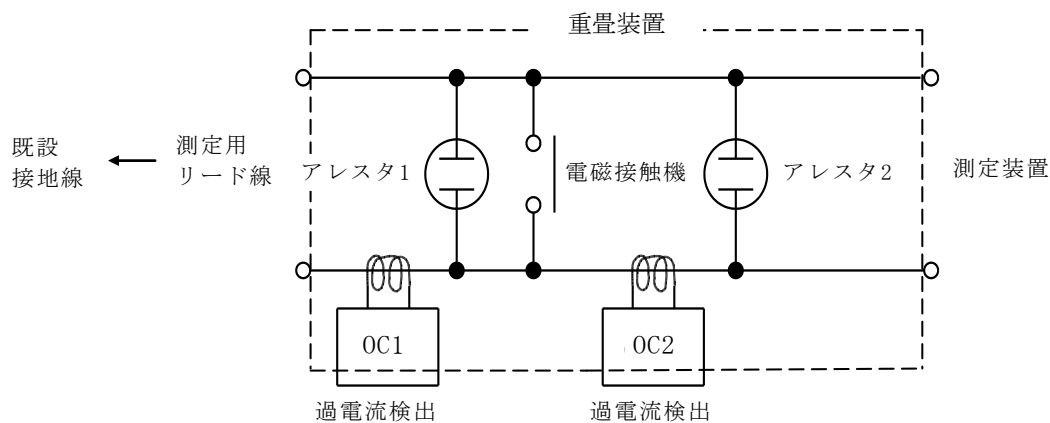 重畳装置
既設
接地線
測定用
リード線
アレスタ1
電磁接触機
アレスタ2
測定装置
OC1
OC2
過電流検出
過電流検出